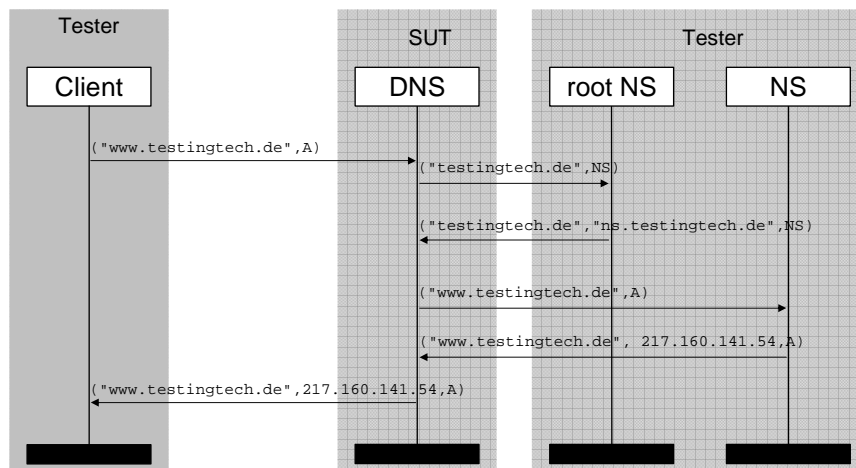 Tester
SUT
Tester
Client
DNS
root NS
NS
("www.testingtech.de",A)
("testingtech.de",NS)
("testingtech.de","ns.testingtech.de",NS)
("www.testingtech.de",A)
("www.testingtech.de", 217.160.141.54,A)
("www.testingtech.de",217.160.141.54,A)